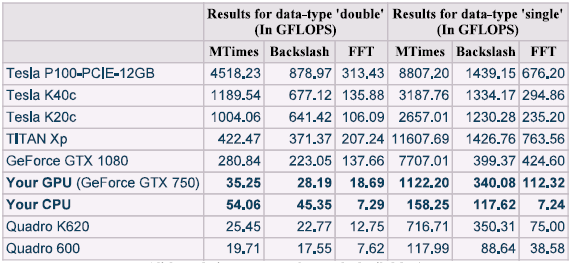 Results for data-type 'double' (In GFLOPS) Results for data-type 'single' (In GFLOPS)
MTimes Backslash FFT MTimes Backslash FFT
Tesla P100-PCIE-12GB 4518.23 878.97 313.43 8807.20 1439.15 676.20
Tesla K40c 1189.54 677.12 135.88 3187.76 1334.17 294.86
Tesla K20c 1004.06 641.42 106.09 2657.01 1230.28 235.20
TITAN Xp 422.47 371.37 207.24 11607.69 1426.76 763.56
GeForce GTX 1080 280.84 223.05 137.66 7707.01 399.37 424.60
Your GPU (GeForce GTX 750) 35.25 28.19 18.69 1122.20 340.08 112.32
Your CPU 54.06 45.35 7.29 158.25 117.62 7.24
Quadro K620 25.45 22.77 12.75 716.71 350.31 75.00
Quadro 600 19.71 17.55 7.62 117.99 88.64 38.58